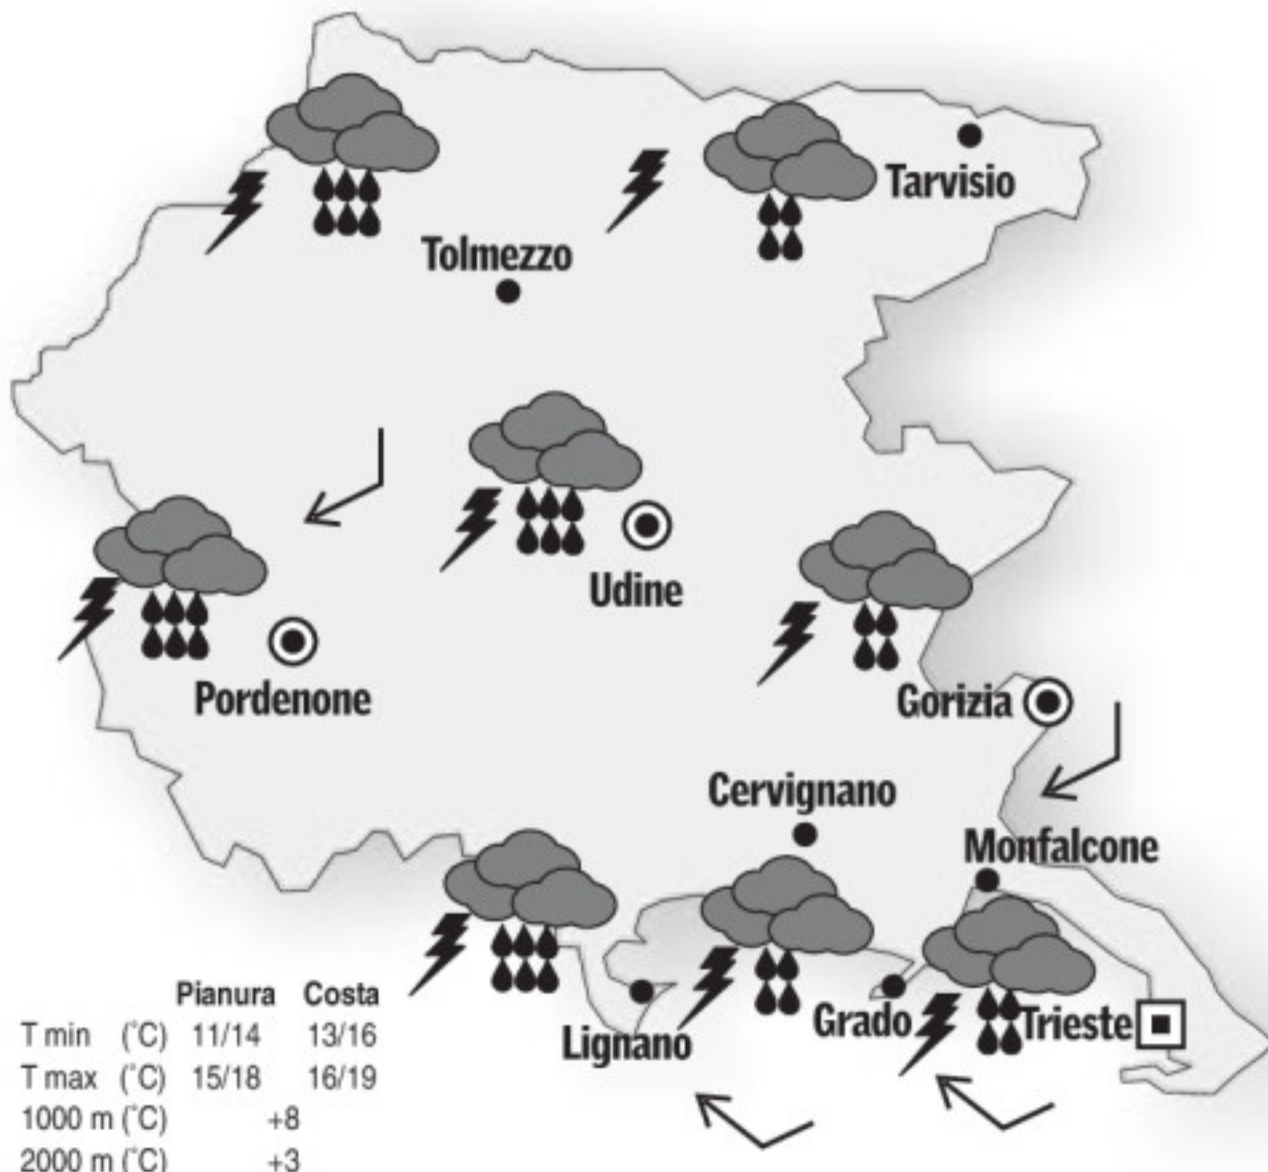 Tarvisio
Tolmezzo
Udine
Pordenone
Gorizia
Cervignano
Monfalcone
Grado
Trieste
Lignano
Pianura Costa
T min (°C) 11/14 13/16
T max (°C) 15/18 16/19
1000 m (°C) +8
2000 m (°C) +3